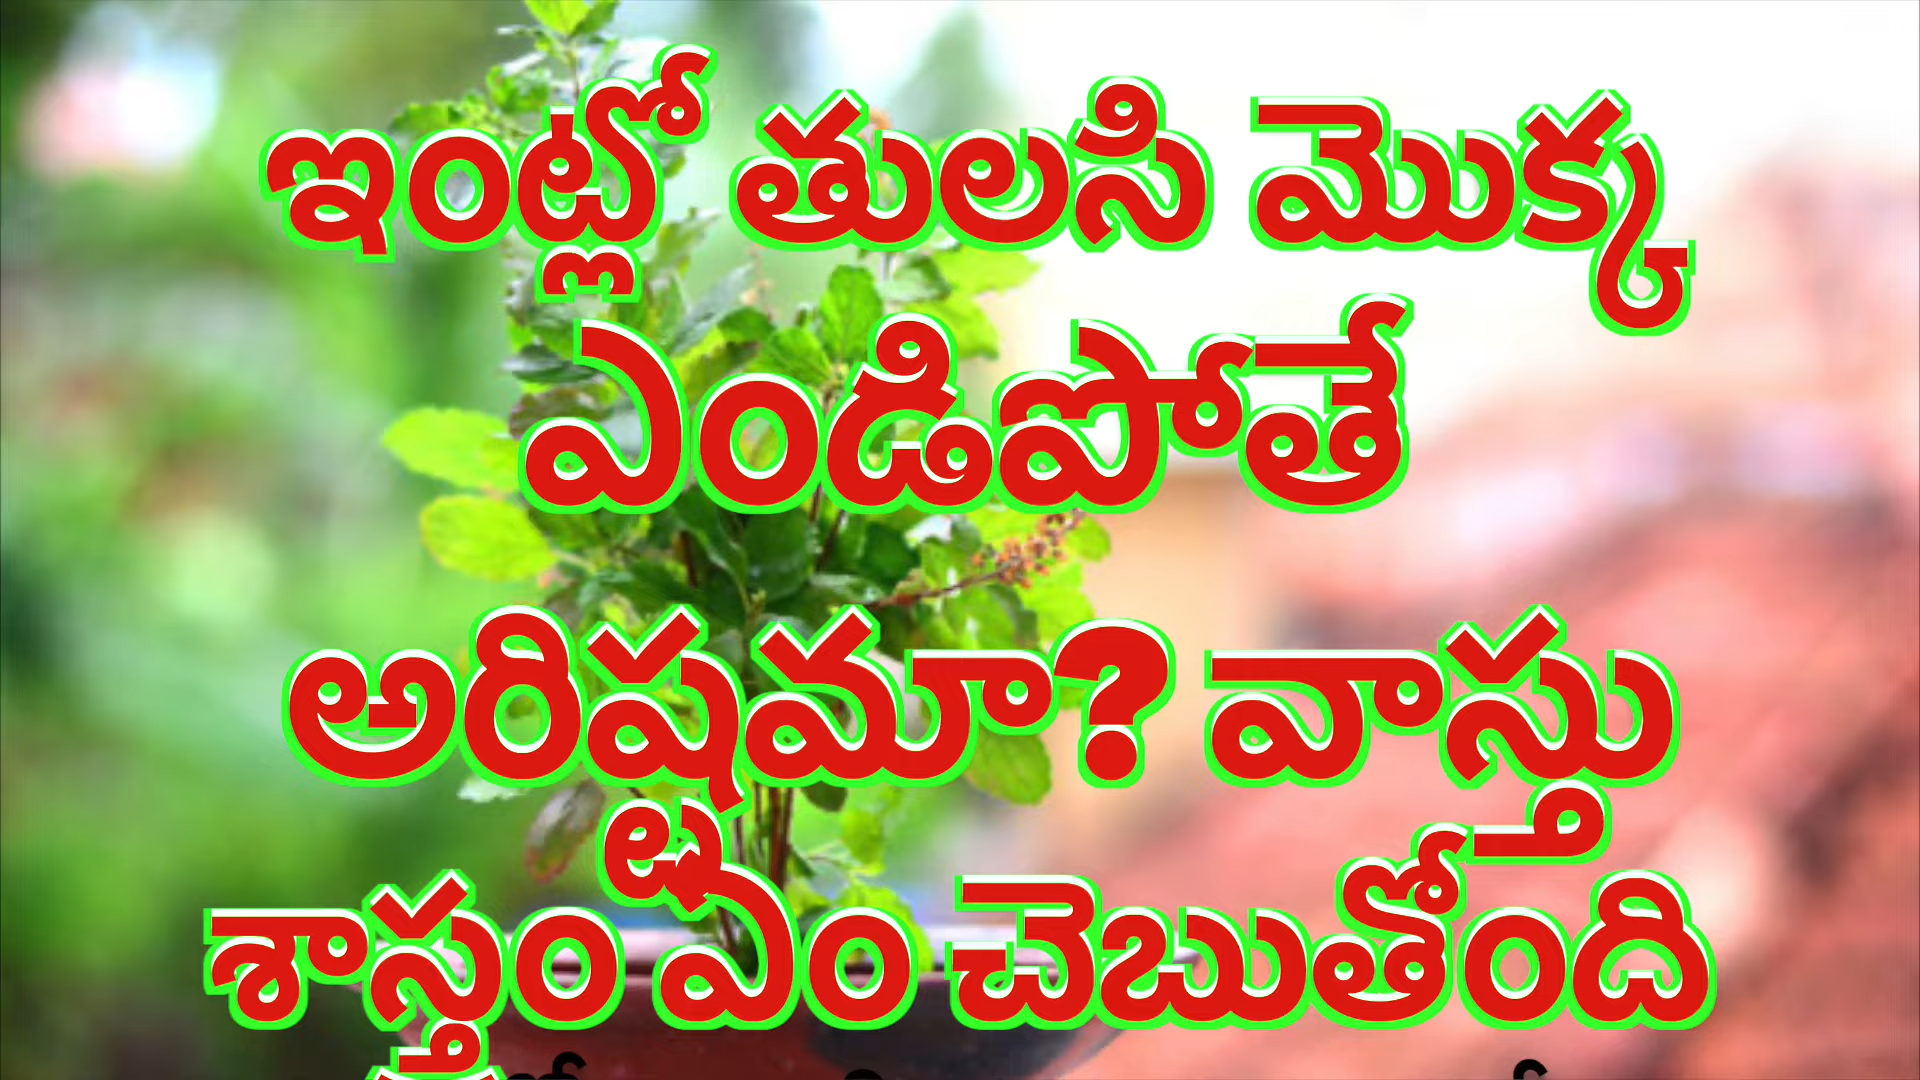 ఇంట్లో తులసి మొక్క
ఎండిపోతే
అరిష్టమా? వాస్తు
శాస్త్రం ఏం చెబుతోంది